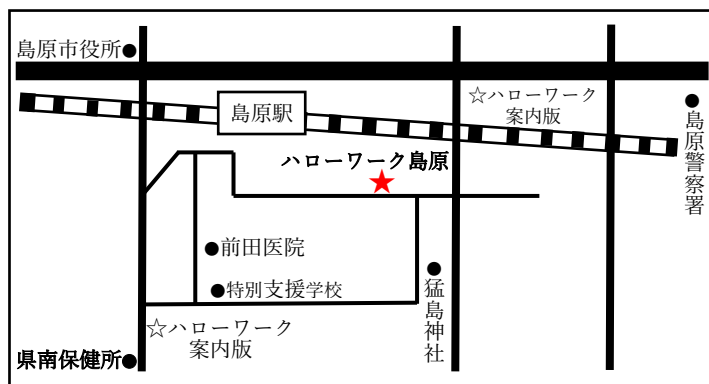 島原市役所●
☆ハローワーク
案内版
島原駅
●島原警察署
ハローワーク島原
●前田医院
●特別支援学校
●猛島神社
☆ハローワーク
案内版
県南保健所●